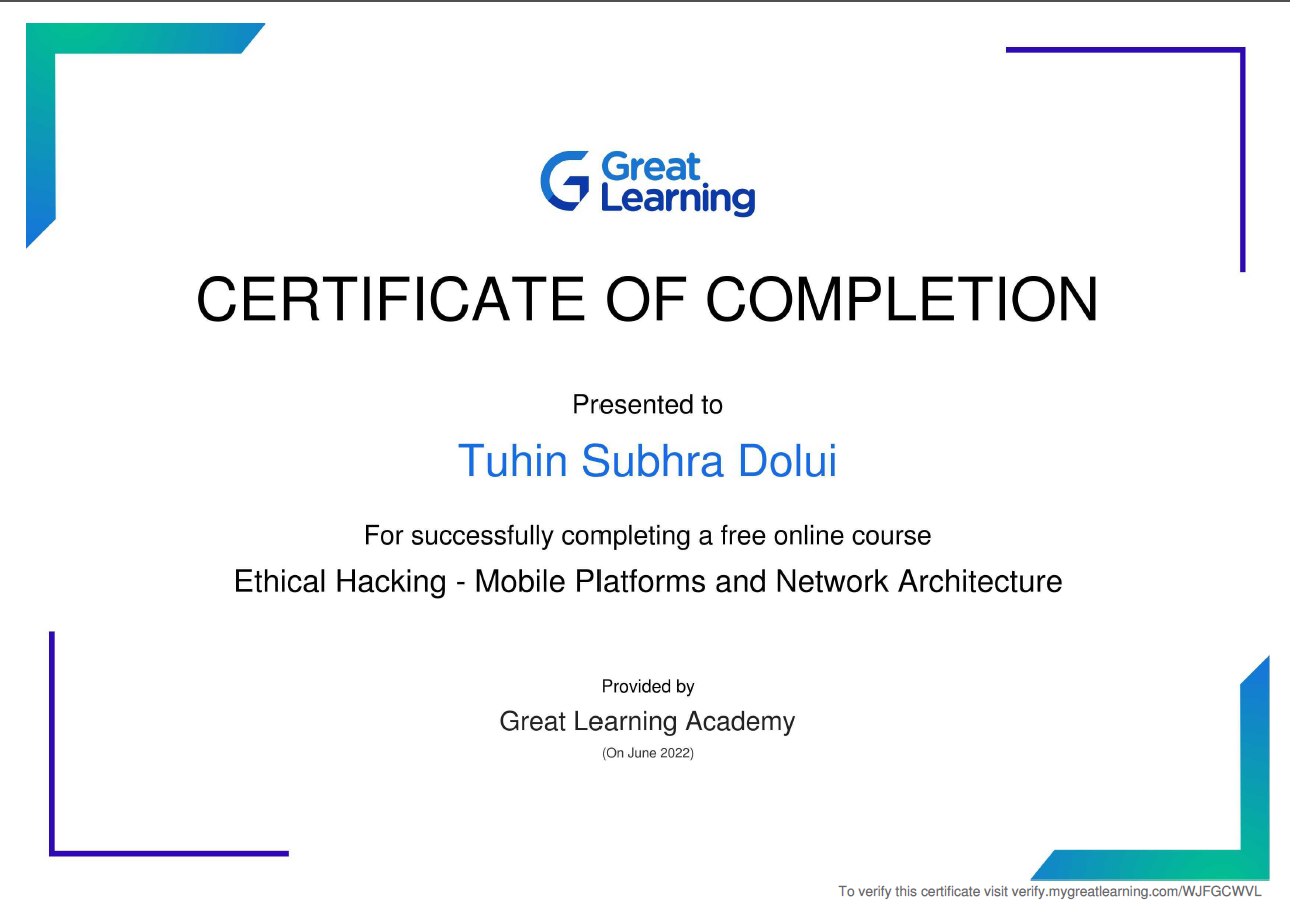 Great
Learning
CERTIFICATE OF COMPLETION
Presented to
Tuhin Subhra Dolui
For successfully completing a free online course
Ethical Hacking - Mobile Platforms and Network Architecture
Provided by
Great Learning Academy
(On June 2022)
To verify this certificate visit verify.mygreatlearning.com/WJFGCWVL